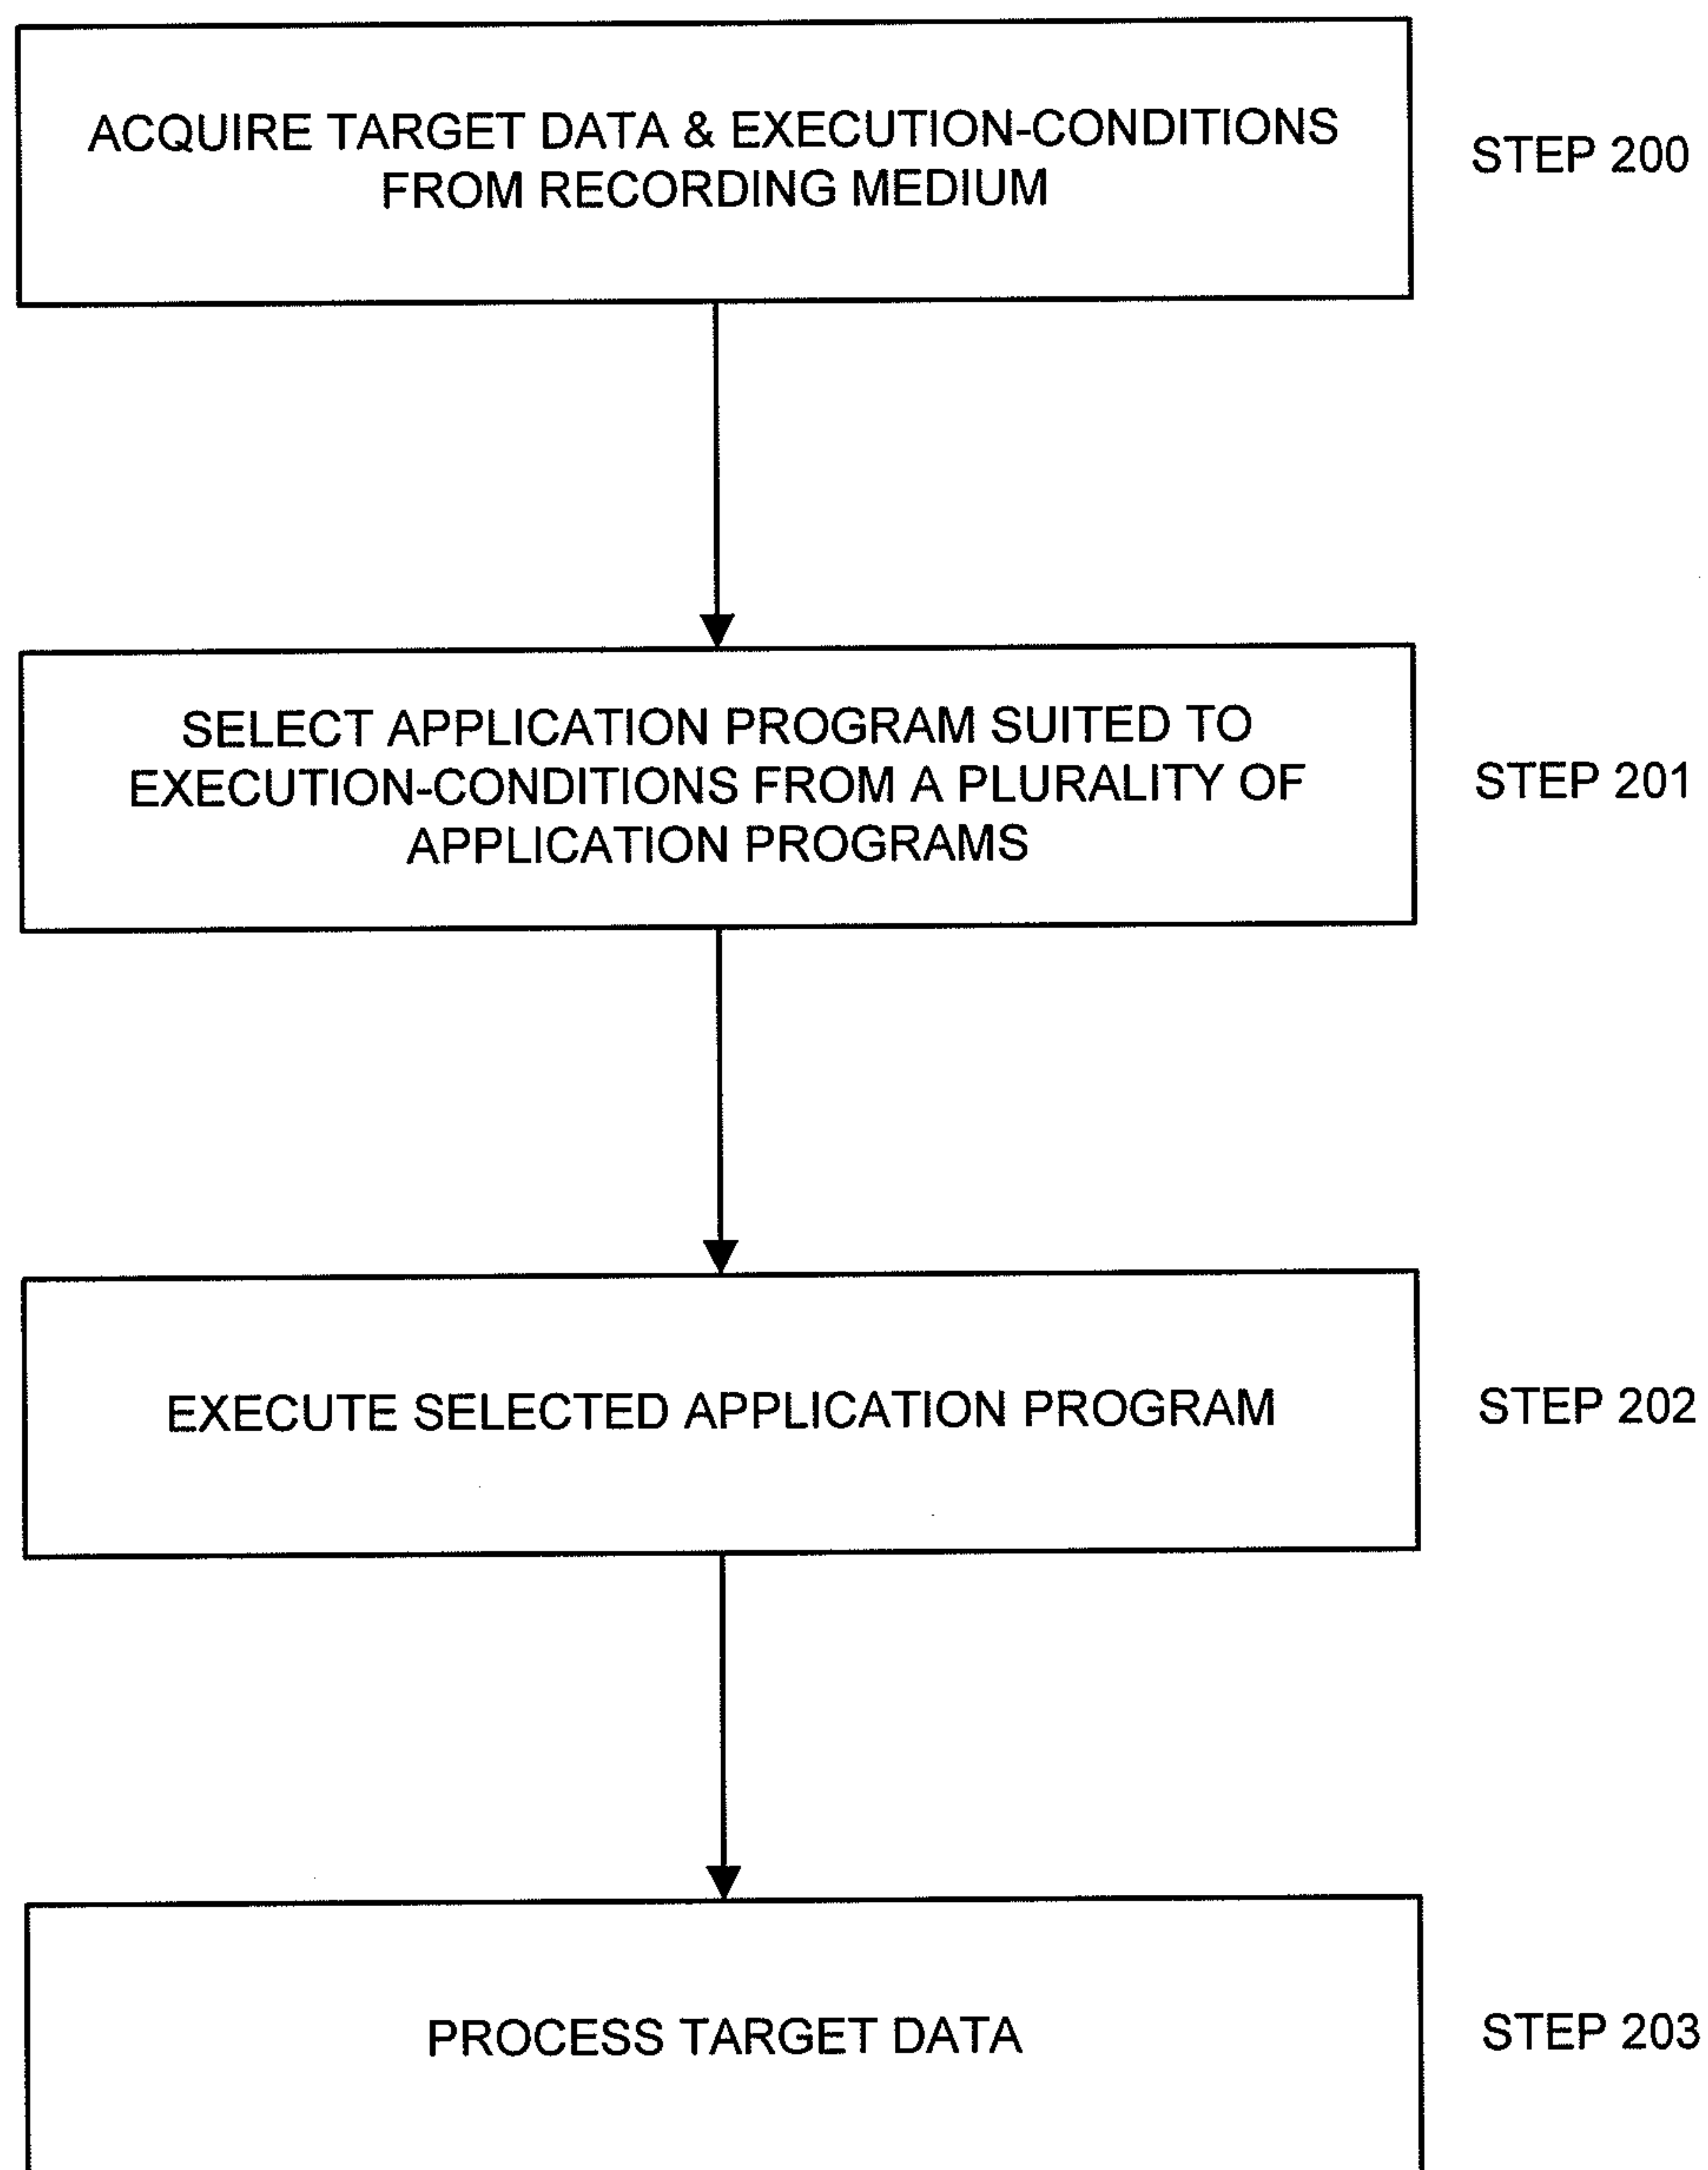 ACQUIRE TARGET DATA & EXECUTION-CONDITIONS
FROM RECORDING MEDIUM
STEP 200
SELECT APPLICATION PROGRAM SUITED TO
EXECUTION-CONDITIONS FROM A PLURALITY OF
APPLICATION PROGRAMS
STEP 201
EXECUTE SELECTED APPLICATION PROGRAM
STEP 202
PROCESS TARGET DATA
STEP 203